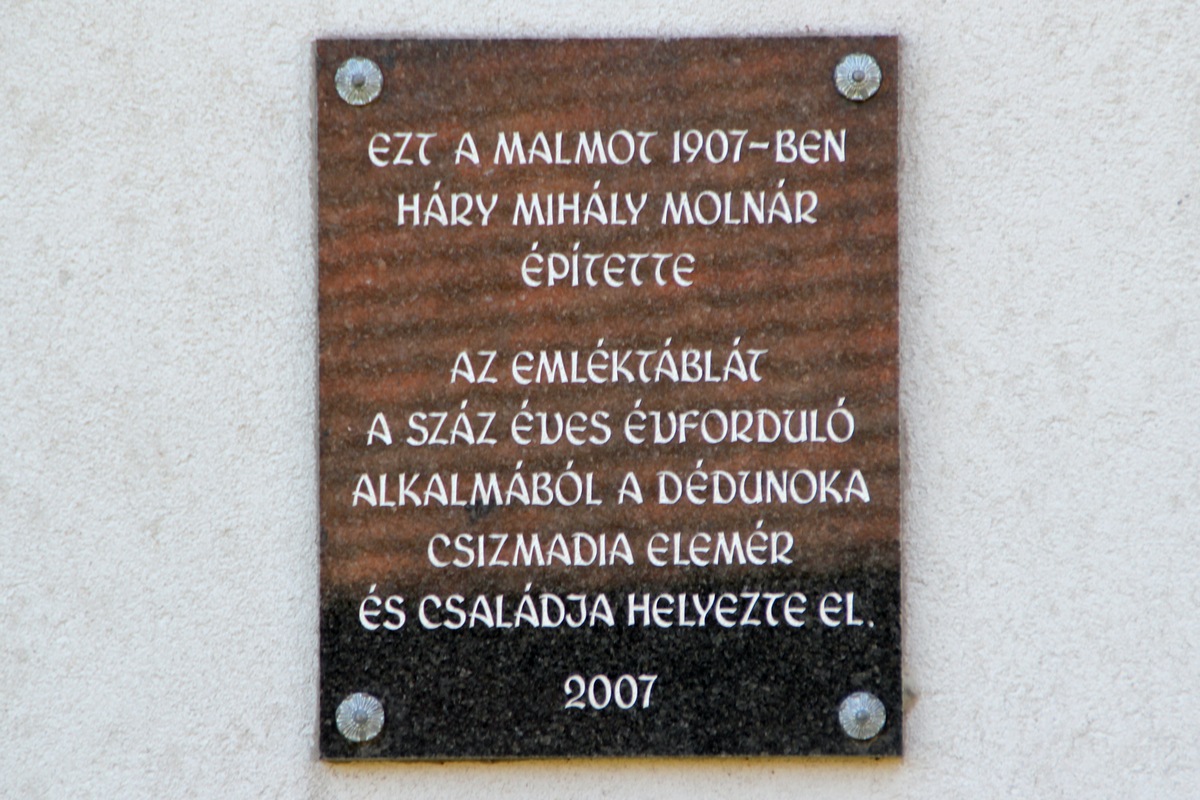 EZT A MALMOT 1907-BEN
HÁRY MIHÁLY MOLNÁR
ÉPÍTETTE
AZ EMLÉKTÁBLÁT
A SZÁZ ÉVES ÉVFORDULÓ
ALKALMÁBÓL A DÉDUNOKA
CSIZMADIA ELEMÉR
ÉS CSALÁDJA HELYEZTE EL.
2007